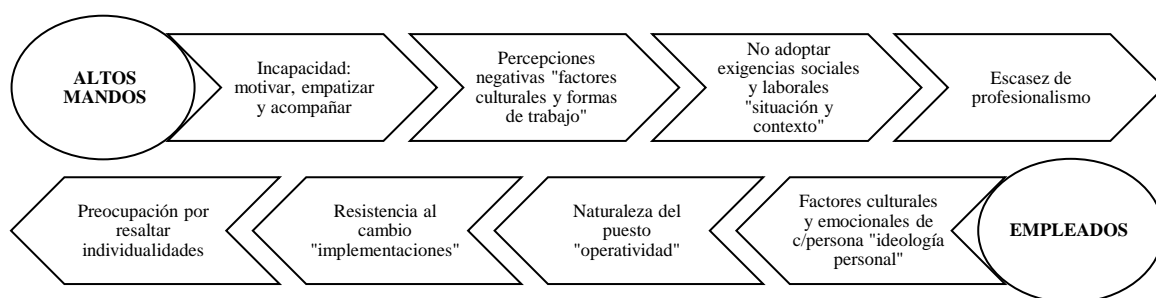 ALTOS
MANDOS
Incapacidad:
motivar, empatizar
y acompañar
Percepciones
negativas "factores
culturales y formas
de trabajo"
No adoptar
exigencias sociales
y laborales
"situación y
contexto"
Escasez de
profesionalismo
Preocupación por
resaltar
individualidades
Resistencia al
cambio
"implementaciones"
Naturaleza del
puesto
"operatividad"
Factores culturales
y emocionales de
c/persona "ideología
personal"
EMPLEADOS